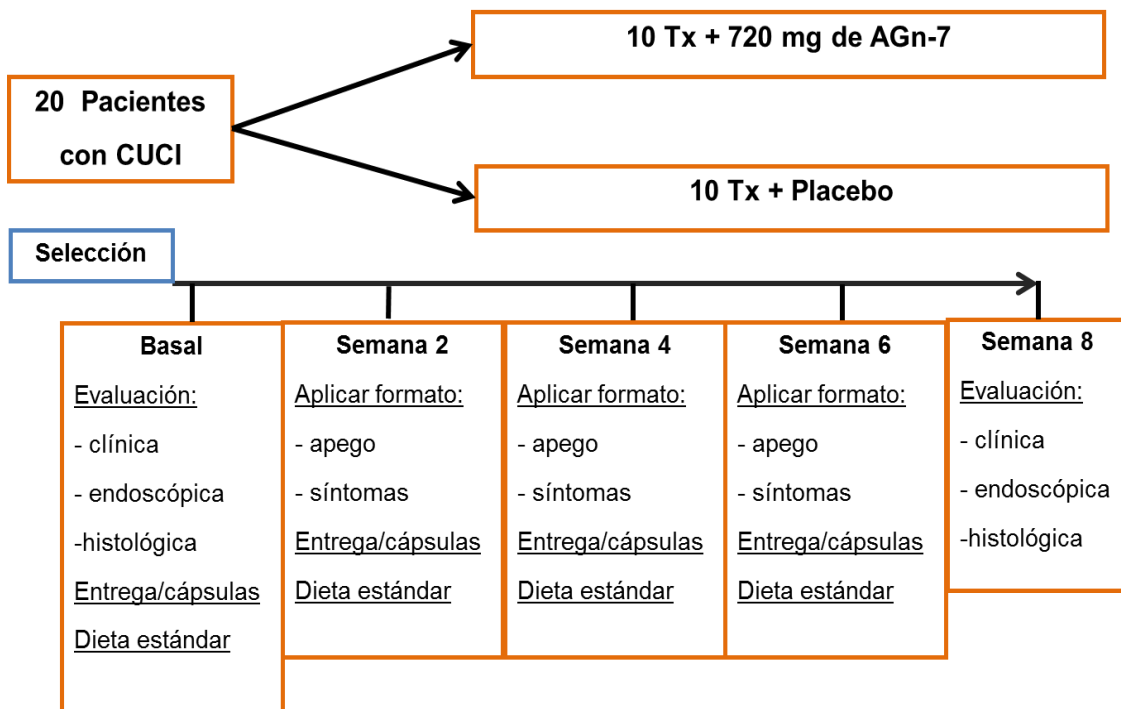 10 Tx + 720 mg de AGn-7
20 Pacientes
con CUCI
10 Tx + Placebo
Selección
Basal
Evaluación:
- clínica
- endoscópica
-histológica
Entrega/cápsulas
Dieta estándar
Semana 2
Aplicar formato:
- apego
- síntomas
Entrega/cápsulas
Dieta estándar
Semana 4
Aplicar formato:
- apego
- síntomas
Entrega/cápsulas
Dieta estándar
Semana 6
Aplicar formato:
- apego
- síntomas
Entrega/cápsulas
Dieta estándar
Semana 8
Evaluación:
- clínica
- endoscópica
-histológica